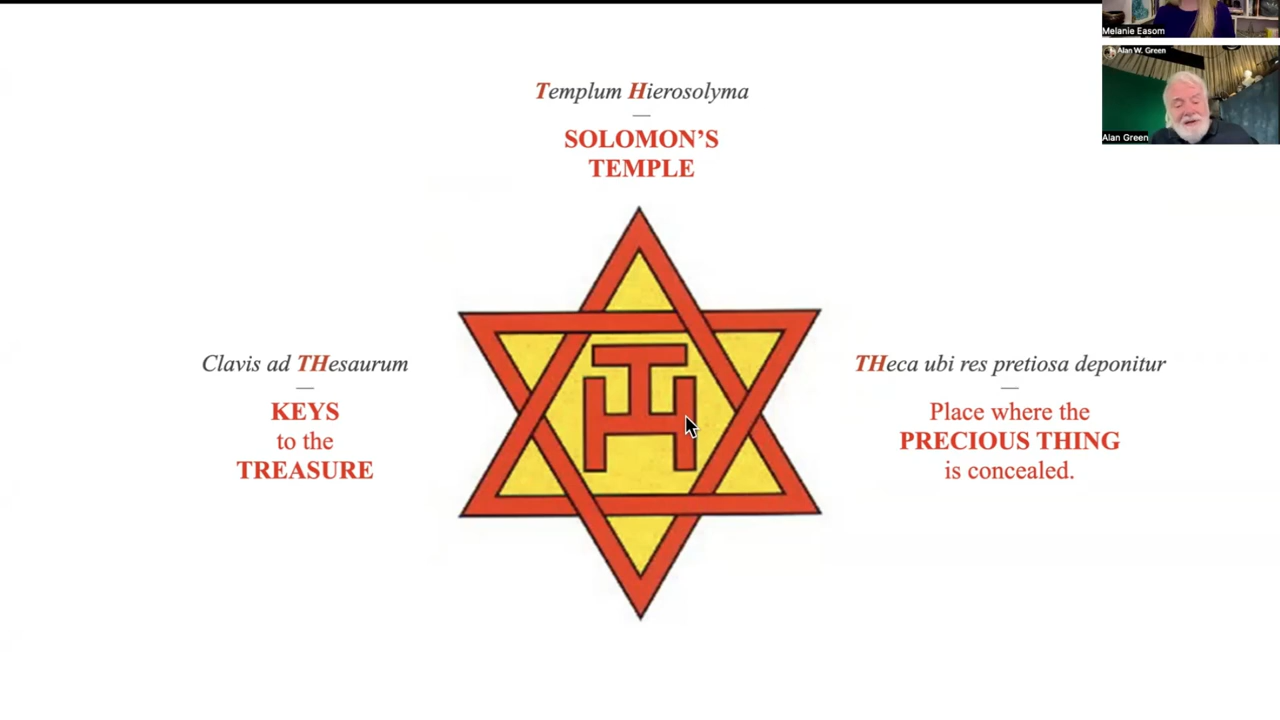 Melanie Easom
Alan W. Green
Alan Green
Templum Hierosolyma
—
SOLOMON'S
TEMPLE
Clavis ad THesaurum
—
KEYS
to the
TREASURE
TH
THeca ubi res pretiosa deponitur
—
Place where the
PRECIOUS THING
is concealed.